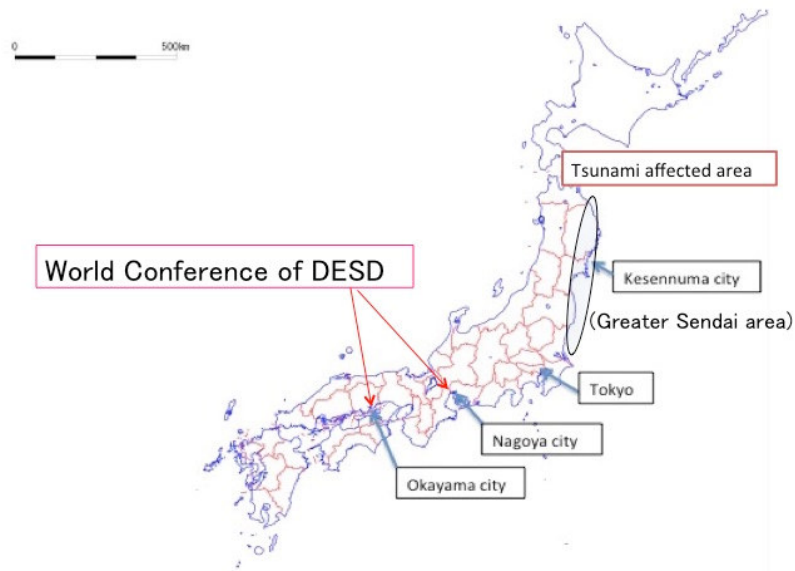 0
500km
Tsunami affected area
World Conference of DESD
Kesennuma city
(Greater Sendai area)
Tokyo
Nagoya city
Okayama city